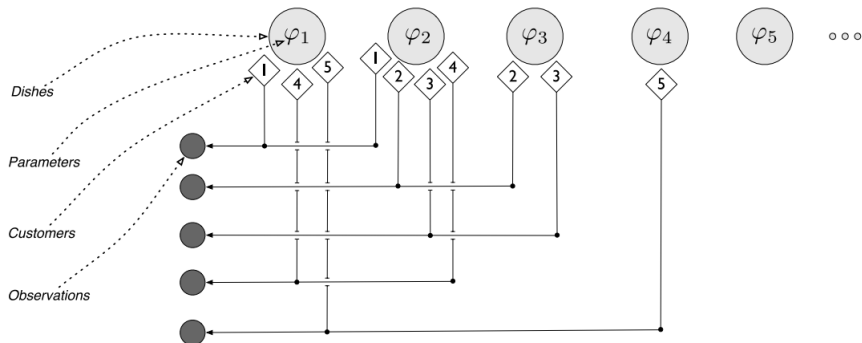 φ1 φ2 φ3 φ4 φ5 ∘∘∘
1 4 5 1 2 3 4 2 3 5
Dishes
Parameters
Customers
Observations